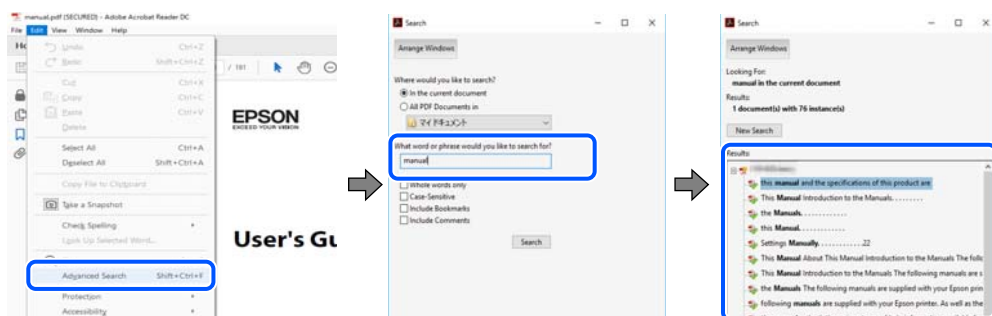 manual.pdf (SECURED) - Adobe Acrobat Reader DC
File Edit View Window Help
Undo Ctrl+Z
Redo Shift+Ctrl+Z
Cut Ctrl+X
Copy Ctrl+C
Paste Ctrl+V
Delete
Select All Ctrl+A
Deselect All Shift+Ctrl+A
Copy File to Clipboard
Take a Snapshot
Check Spelling
Look Up Selected Word...
Advanced Search Shift+Ctrl+F
Protection
Accessibility
/ 181
EPSON
EXCEED YOUR VISION
User's Gu
Search
Arrange Windows
Where would you like to search?
In the current document
All PDF Documents in
マイドキュメント
What word or phrase would you like to search for?
manual
Whole words only
Case-Sensitive
Include Bookmarks
Include Comments
Search
Search
Arrange Windows
Looking For:
manual in the current document
Results:
1 document(s) with 76 instance(s)
New Search
Results:
this manual and the specifications of this product are
This Manual Introduction to the Manuals. . . . . . . . .
the Manuals. . . . . . . . . . . . .
this Manual. . . . . . . . . . . . .
Settings Manually. . . . . . . . . . . . .22
This Manual About This Manual Introduction to the Manuals The follo
This Manual Introduction to the Manuals The following manuals are s
the Manuals The following manuals are supplied with your Epson prin
following manuals are supplied with your Epson printer. As well as the